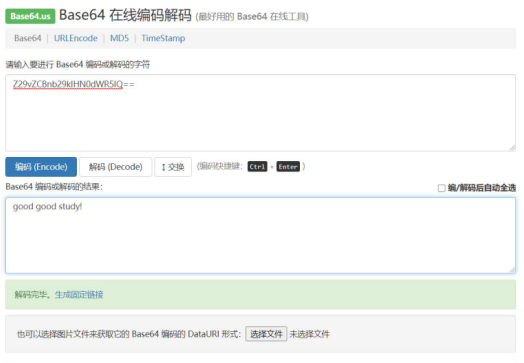 Base64.us Base64 在线编码解码 (最好用的 Base64 在线工具)
Base64 | URLEncode | MD5 | TimeStamp
请输入要进行 Base64 编码或解码的字符
Z29vZCBnb29kIHN0dWR5IQ==
编码 (Encode) 解码 (Decode) ↕ 交换 (编码快捷键: Ctrl + Enter )
Base64 编码或解码的结果: 编/解码后自动全选
good good study!
解码完毕。生成固定链接
也可以选择图片文件来获取它的 Base64 编码的 DataURI 形式: 选择文件 未选择文件